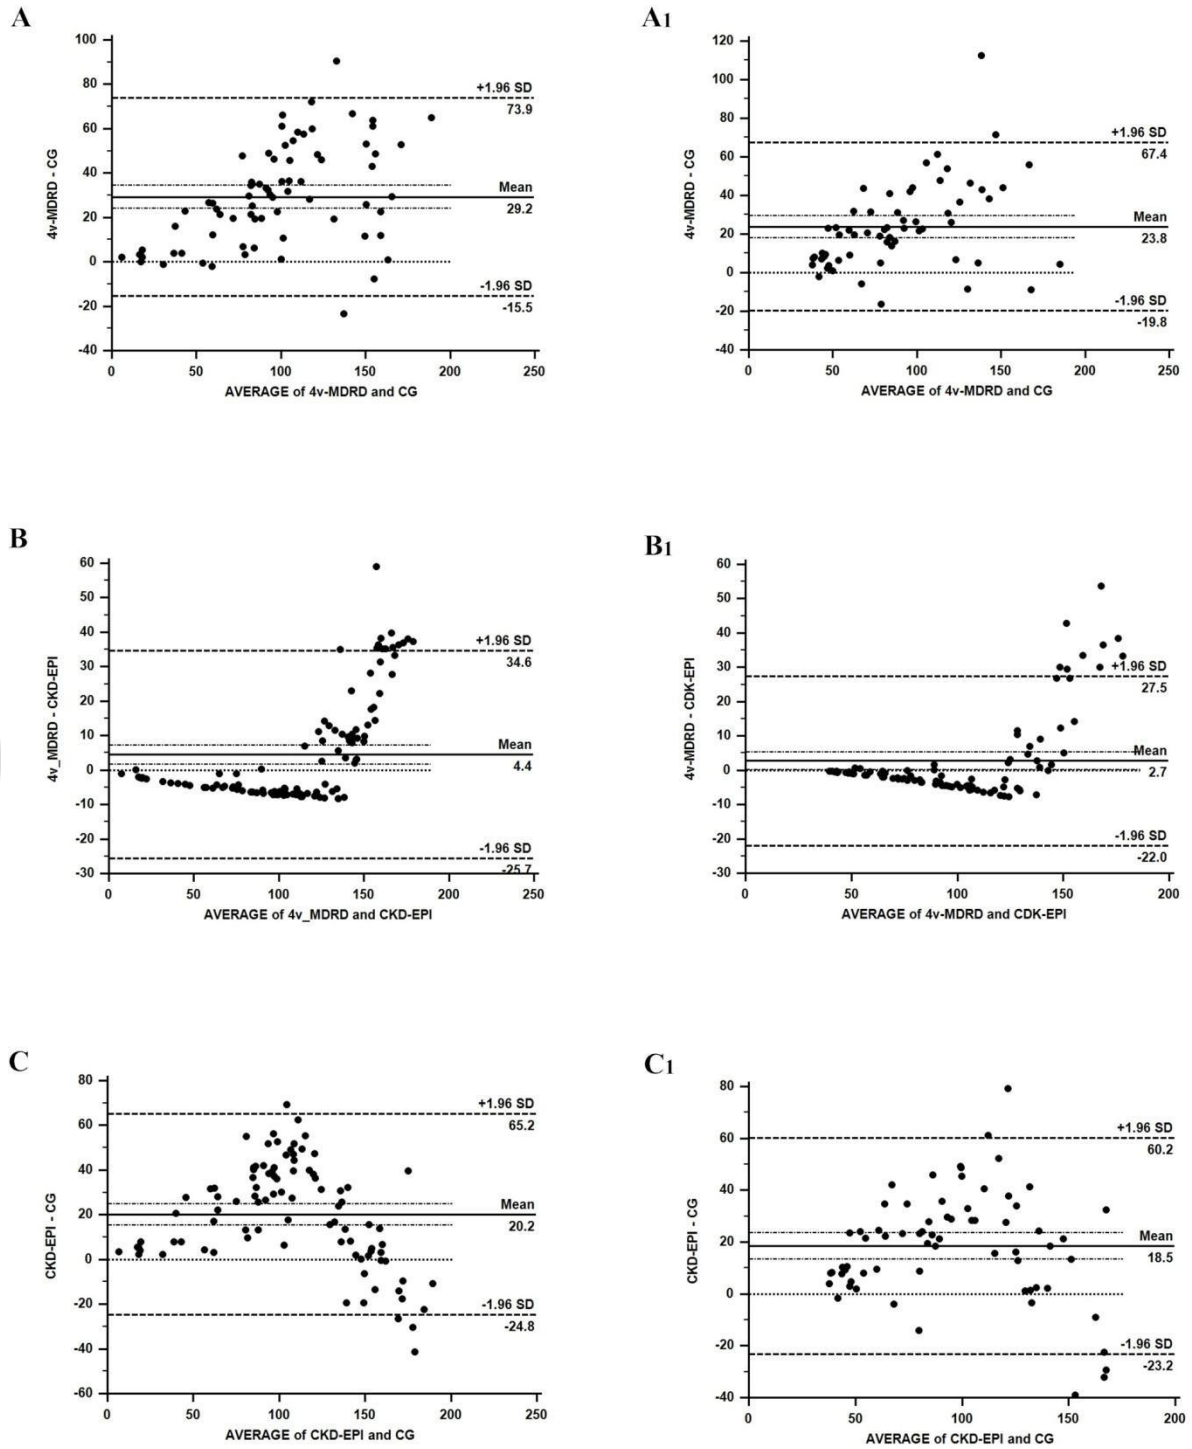 A
100
80
60
40
20
0
-20
-40
4v-MDRD - CG
+1.96 SD
73.9
Mean
29.2
-1.96 SD
-15.5
0 50 100 150 200 250
AVERAGE of 4v-MDRD and CG
A1
120
100
80
60
40
20
0
-20
-40
4v-MDRD - CG
+1.96 SD
67.4
Mean
23.8
-1.96 SD
-19.8
0 50 100 150 200 250
AVERAGE of 4v-MDRD and CG
B
60
50
40
30
20
10
0
-10
-20
-30
4v_MDRD - CKD-EPI
+1.96 SD
34.6
Mean
4.4
-1.96 SD
-25.7
0 50 100 150 200 250
AVERAGE of 4v_MDRD and CKD-EPI
B1
60
50
40
30
20
10
0
-10
-20
-30
4v-MDRD - CDK-EPI
+1.96 SD
27.5
Mean
2.7
-1.96 SD
-22.0
0 50 100 150 200
AVERAGE of 4v-MDRD and CDK-EPI
C
80
60
40
20
0
-20
-40
-60
CKD-EPI - CG
+1.96 SD
65.2
Mean
20.2
-1.96 SD
-24.8
0 50 100 150 200 250
AVERAGE of CKD-EPI and CG
C1
80
60
40
20
0
-20
-40
CKD-EPI - CG
+1.96 SD
60.2
Mean
18.5
-1.96 SD
-23.2
0 50 100 150 200
AVERAGE of CKD-EPI and CG